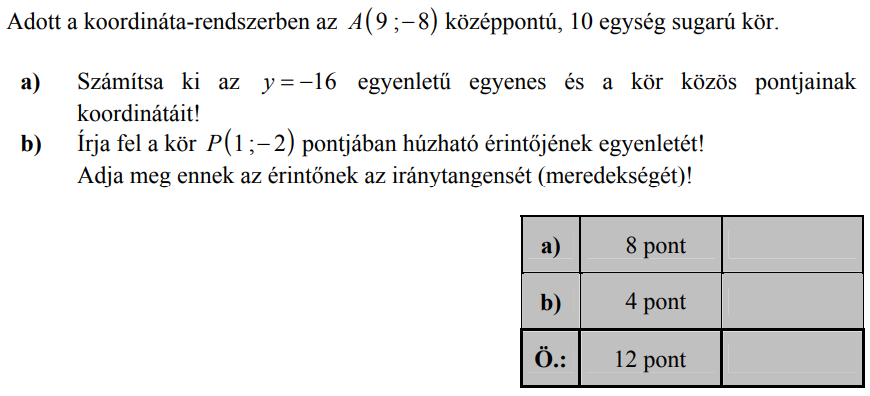 Adott a koordináta-rendszerben az A(9 ;−8) középpontú, 10 egység sugarú kör.
a) Számítsa ki az y = −16 egyenletű egyenes és a kör közös pontjainak
koordinátáit!
b) Írja fel a kör P(1 ;−2) pontjában húzható érintőjének egyenletét!
Adja meg ennek az érintőnek az iránytangensét (meredekségét)!
a) 8 pont
b) 4 pont
Ö.: 12 pont